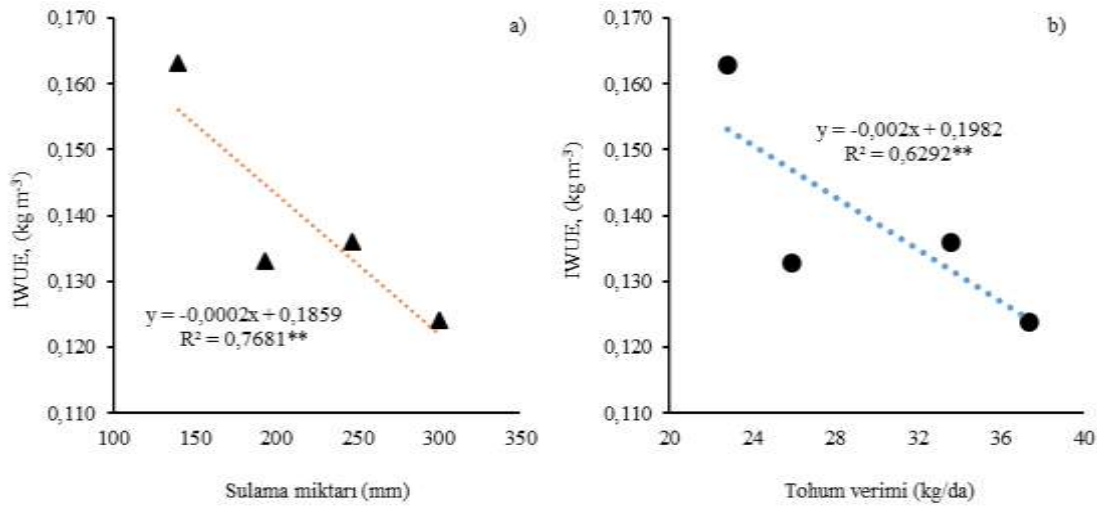 a)
0,170
0,160
0,150
0,140
0,130
0,120
0,110
IWUE, (kg m⁻³)
y = -0,0002x + 0,1859
R² = 0,7681**
100 150 200 250 300 350
Sulama miktarı (mm)
b)
0,170
0,160
0,150
0,140
0,130
0,120
0,110
IWUE, (kg m⁻³)
y = -0,002x + 0,1982
R² = 0,6292**
20 24 28 32 36 40
Tohum verimi (kg/da)